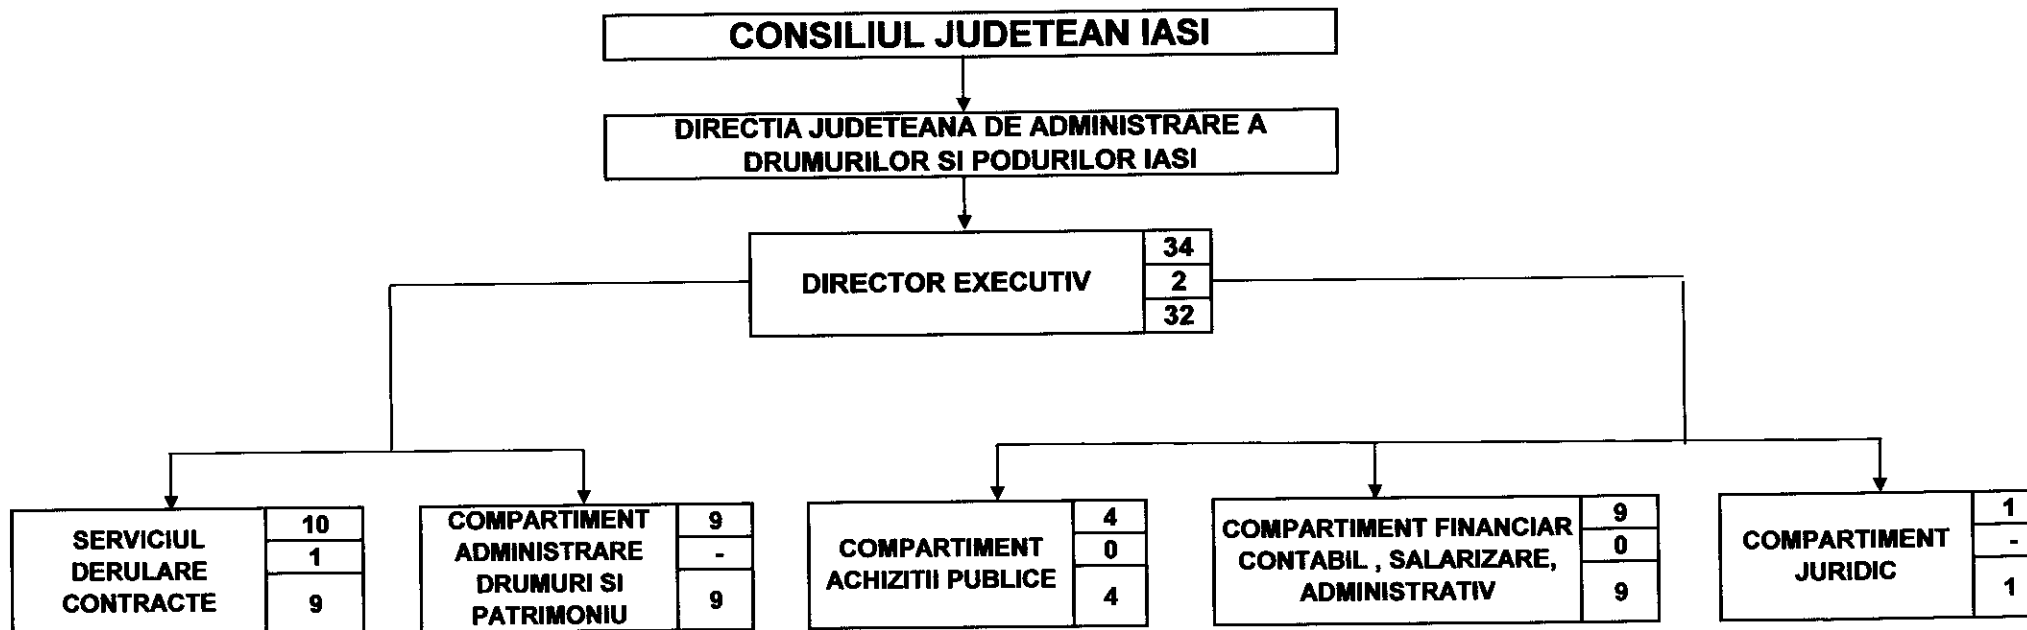 CONSILIUL JUDETEAN IASI
DIRECTIA JUDETEANA DE ADMINISTRARE A
DRUMURILOR SI PODURILOR IASI
DIRECTOR EXECUTIV
34
2
32
SERVICIUL
DERULARE
CONTRACTE
10
1
9
COMPARTIMENT
ADMINISTRARE
DRUMURI SI
PATRIMONIU
9
-
9
COMPARTIMENT
ACHIZITII PUBLICE
4
0
4
COMPARTIMENT FINANCIAR
CONTABIL , SALARIZARE,
ADMINISTRATIV
9
0
9
COMPARTIMENT
JURIDIC
1
-
1